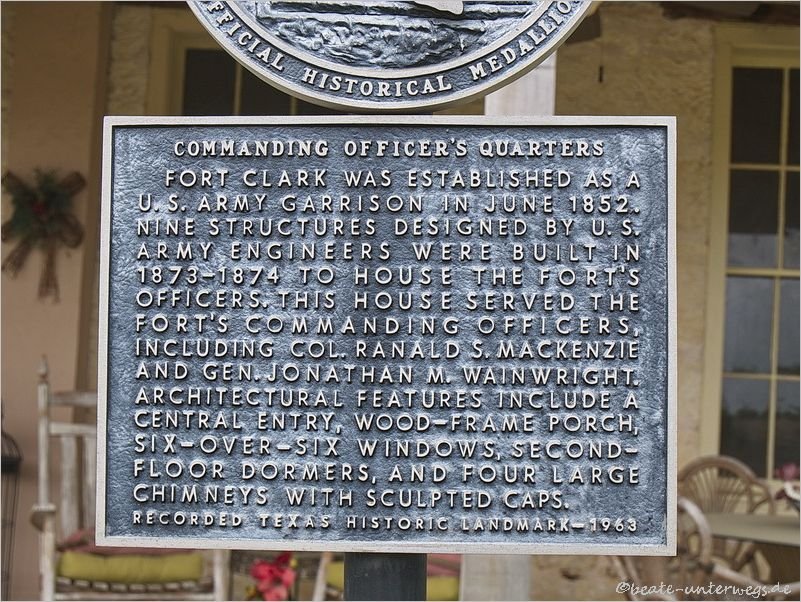 OFFICIAL HISTORICAL MEDALLION
COMMANDING OFFICER'S QUARTERS
FORT CLARK WAS ESTABLISHED AS A
U.S. ARMY GARRISON IN JUNE 1852.
NINE STRUCTURES DESIGNED BY U.S.
ARMY ENGINEERS WERE BUILT IN
1873-1874 TO HOUSE THE FORT'S
OFFICERS. THIS HOUSE SERVED THE
FORT'S COMMANDING OFFICERS,
INCLUDING COL. RANALD S. MACKENZIE
AND GEN. JONATHAN M. WAINWRIGHT.
ARCHITECTURAL FEATURES INCLUDE A
CENTRAL ENTRY, WOOD-FRAME PORCH,
SIX-OVER-SIX WINDOWS, SECOND-
FLOOR DORMERS, AND FOUR LARGE
CHIMNEYS WITH SCULPTED CAPS.
RECORDED TEXAS HISTORIC LANDMARK-1963
©beate-unterwegs.de